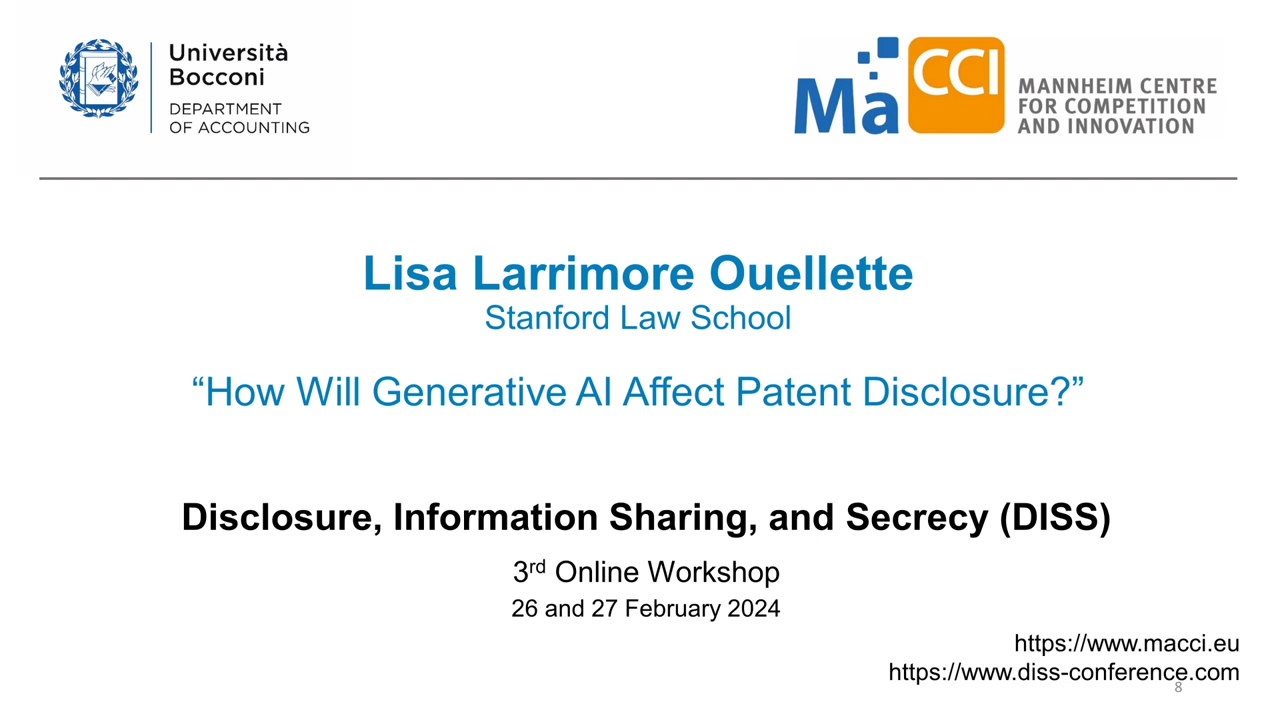 Università
Bocconi
DEPARTMENT
OF ACCOUNTING
MaCCI
MANNHEIM CENTRE
FOR COMPETITION
AND INNOVATION
Lisa Larrimore Ouellette
Stanford Law School
“How Will Generative AI Affect Patent Disclosure?”
Disclosure, Information Sharing, and Secrecy (DISS)
3rd Online Workshop
26 and 27 February 2024
https://www.macci.eu
https://www.diss-conference.com
8